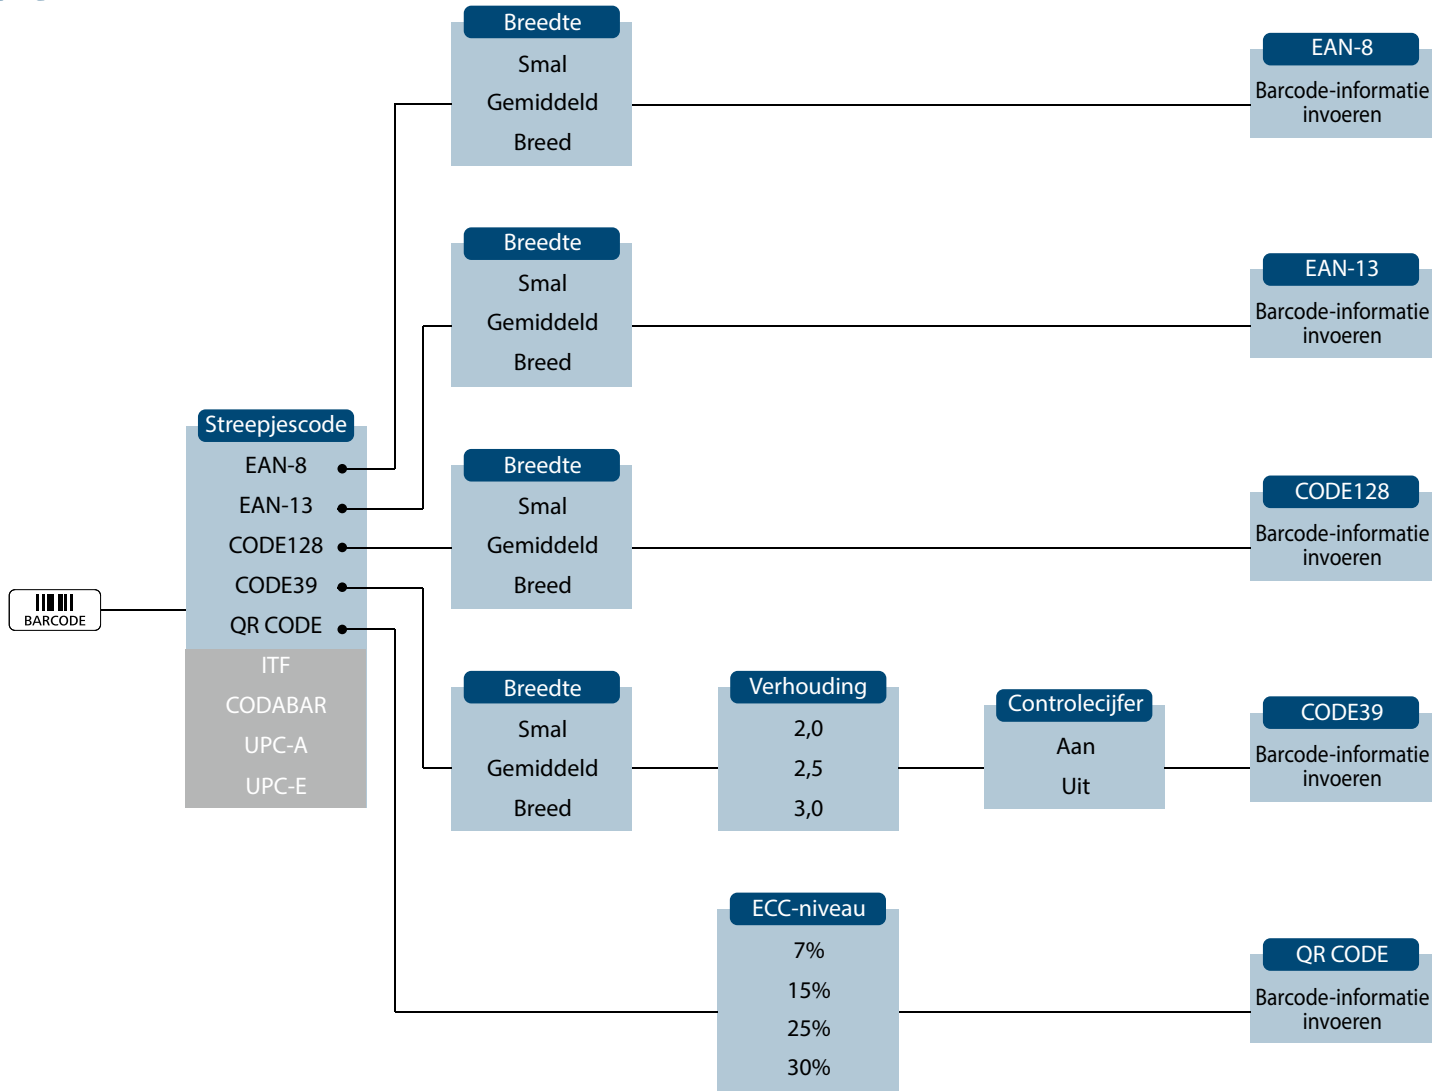 Breedte
Smal
Gemiddeld
Breed
EAN-8
Barcode-informatie
invoeren
Breedte
Smal
Gemiddeld
Breed
EAN-13
Barcode-informatie
invoeren
Streepjescode
EAN-8
EAN-13
CODE128
CODE39
QR CODE
ITF
CODABAR
UPC-A
UPC-E
BARCODE
Breedte
Smal
Gemiddeld
Breed
CODE128
Barcode-informatie
invoeren
Breedte
Smal
Gemiddeld
Breed
Verhouding
2,0
2,5
3,0
Controlecijfer
Aan
Uit
CODE39
Barcode-informatie
invoeren
ECC-niveau
7%
15%
25%
30%
QR CODE
Barcode-informatie
invoeren